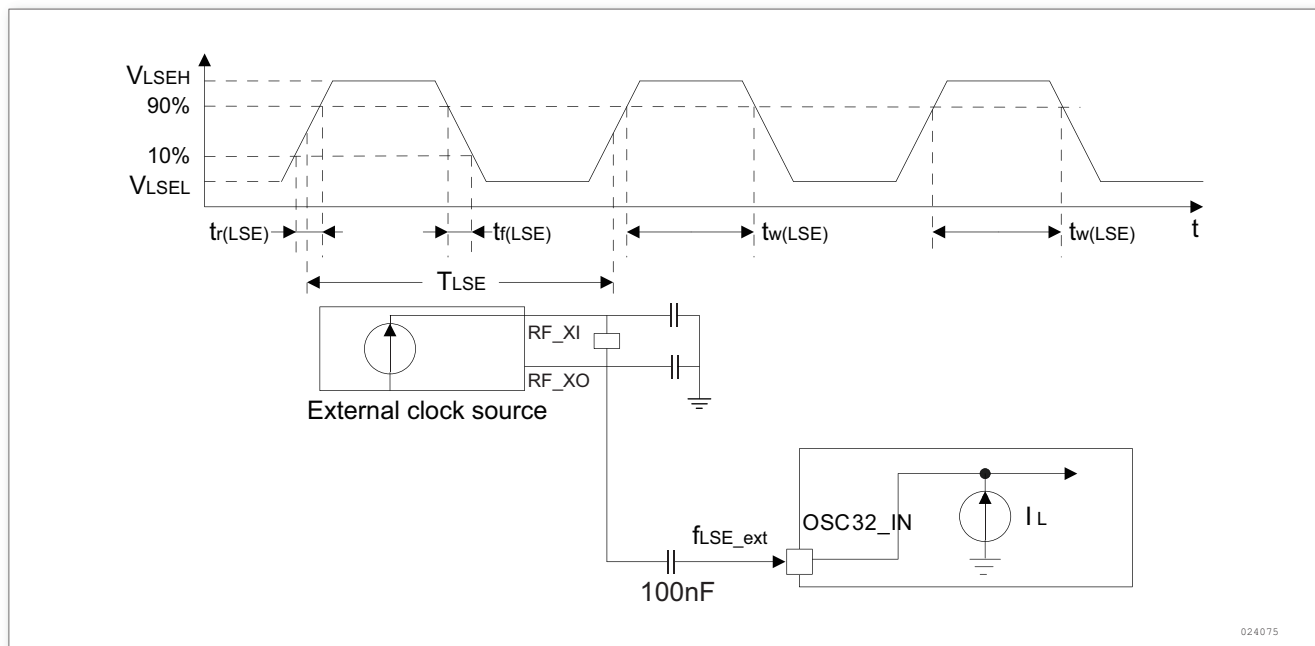 VLSEH
90%
10%
VLSEL
tr(LSE)
tf(LSE)
tw(LSE)
tw(LSE)
t
TLSE
RF_XI
RF_XO
External clock source
OSC32_IN
IL
fLSE_ext
100nF
024075